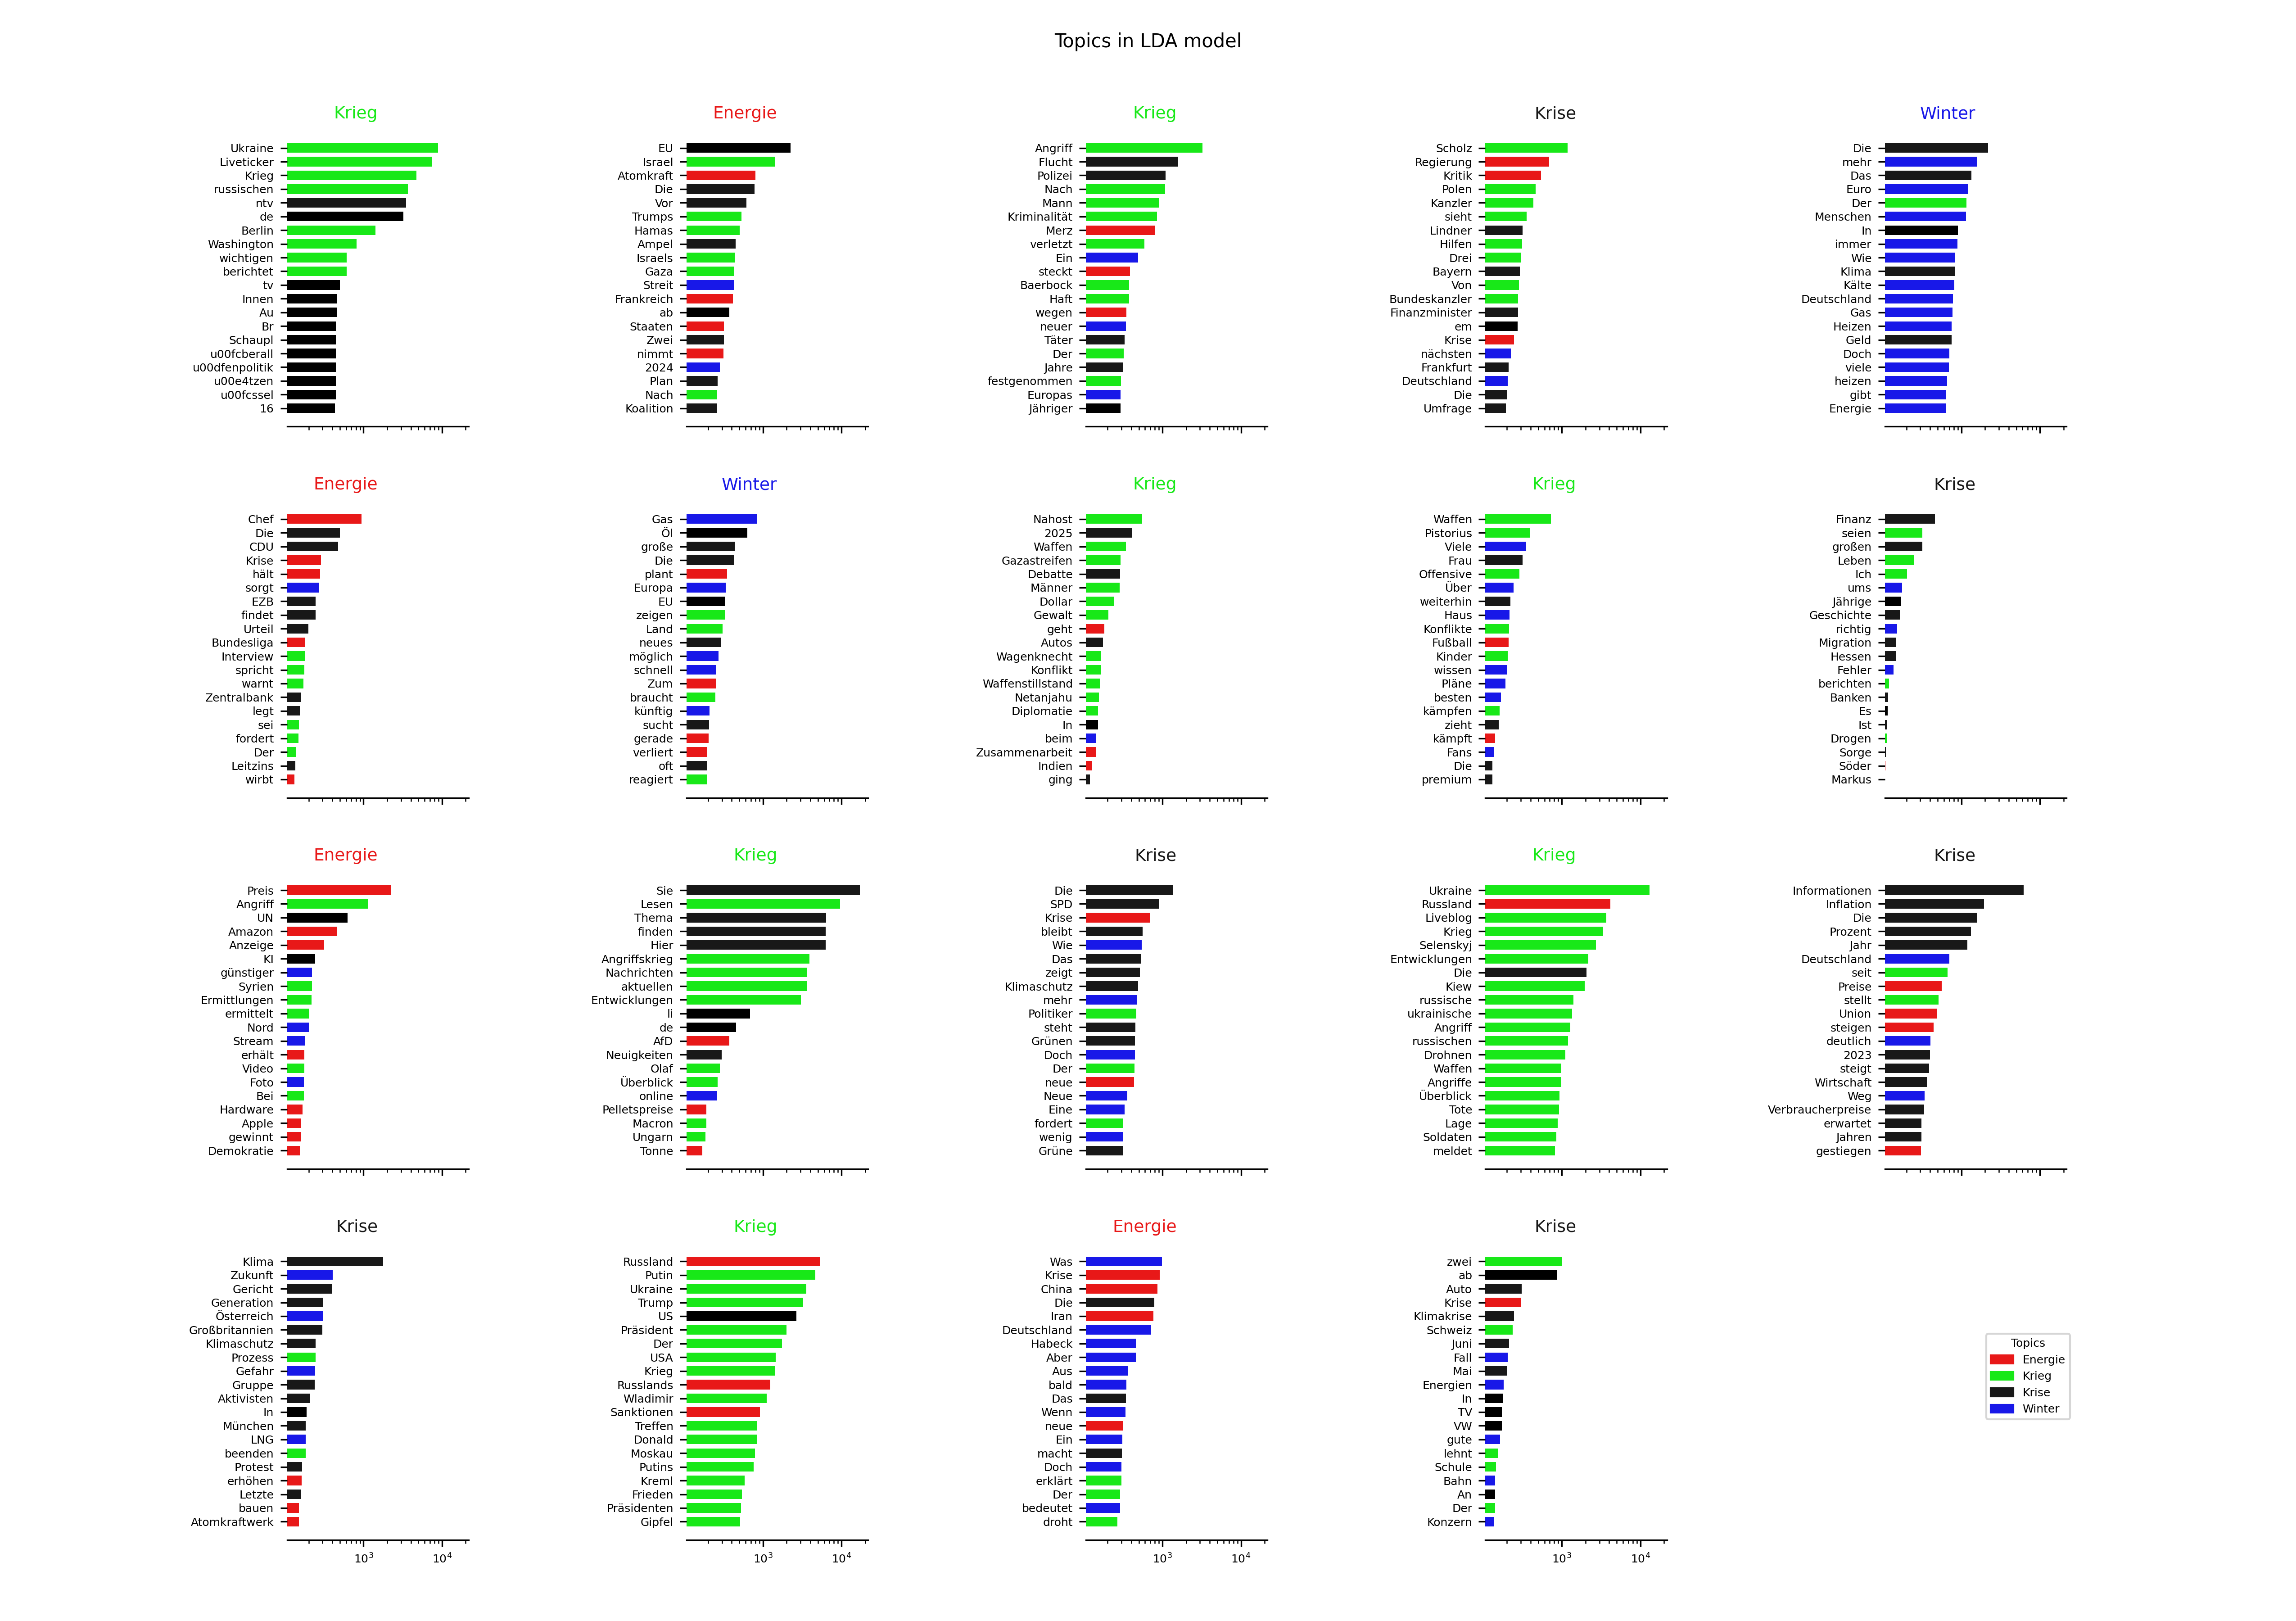 Topics in LDA model
Krieg
Ukraine
Liveticker
Krieg
russischen
ntv
de
Berlin
Washington
wichtigen
berichtet
tv
Innen
Au
Br
Schaupl
u00fcberall
u00dfenpolitik
u00e4tzen
u00fcssel
16
Energie
EU
Israel
Atomkraft
Die
Vor
Trumps
Hamas
Ampel
Israels
Gaza
Streit
Frankreich
ab
Staaten
Zwei
nimmt
2024
Plan
Nach
Koalition
Krieg
Angriff
Flucht
Polizei
Nach
Mann
Kriminalität
Merz
verletzt
Ein
steckt
Baerbock
Haft
wegen
neuer
Täter
Der
Jahre
festgenommen
Europas
Jähriger
Krise
Scholz
Regierung
Kritik
Polen
Kanzler
sieht
Lindner
Hilfen
Drei
Bayern
Von
Bundeskanzler
Finanzminister
em
Krise
nächsten
Frankfurt
Deutschland
Die
Umfrage
Winter
Die
mehr
Das
Euro
Der
Menschen
In
immer
Wie
Klima
Kälte
Deutschland
Gas
Heizen
Geld
Doch
viele
heizen
gibt
Energie
Energie
Chef
Die
CDU
Krise
hält
sorgt
EZB
findet
Urteil
Bundesliga
Interview
spricht
warnt
Zentralbank
legt
sei
fordert
Der
Leitzins
wirbt
Winter
Gas
Öl
große
Die
plant
Europa
EU
zeigen
Land
neues
möglich
schnell
Zum
braucht
künftig
sucht
gerade
verliert
oft
reagiert
Krieg
Nahost
2025
Waffen
Gazastreifen
Debatte
Männer
Dollar
Gewalt
geht
Autos
Wagenknecht
Konflikt
Waffenstillstand
Netanjahu
Diplomatie
In
beim
Zusammenarbeit
Indien
ging
Krieg
Waffen
Pistorius
Viele
Frau
Offensive
Über
weiterhin
Haus
Konflikte
Fußball
Kinder
wissen
Pläne
besten
kämpfen
zieht
kämpft
Fans
Die
premium
Krise
Finanz
seien
großen
Leben
Ich
ums
Jährige
Geschichte
richtig
Migration
Hessen
Fehler
berichten
Banken
Es
Ist
Drogen
Sorge
Söder
Markus
Energie
Preis
Angriff
UN
Amazon
Anzeige
KI
günstiger
Syrien
Ermittlungen
ermittelt
Nord
Stream
erhält
Video
Foto
Bei
Hardware
Apple
gewinnt
Demokratie
Krieg
Sie
Lesen
Thema
finden
Hier
Angriffskrieg
Nachrichten
aktuellen
Entwicklungen
li
de
AfD
Neuigkeiten
Olaf
Überblick
online
Pelletspreise
Macron
Ungarn
Tonne
Krise
Die
SPD
Krise
bleibt
Wie
Das
zeigt
Klimaschutz
mehr
Politiker
steht
Grünen
Doch
Der
neue
Neue
Eine
fordert
wenig
Grüne
Krieg
Ukraine
Russland
Liveblog
Krieg
Selenskyj
Entwicklungen
Die
Kiew
russische
ukrainische
Angriff
russischen
Drohnen
Waffen
Angriffe
Überblick
Tote
Lage
Soldaten
meldet
Krise
Informationen
Inflation
Die
Prozent
Jahr
Deutschland
seit
Preise
stellt
Union
steigen
deutlich
2023
steigt
Wirtschaft
Weg
Verbraucherpreise
erwartet
Jahren
gestiegen
Krise
Klima
Zukunft
Gericht
Generation
Österreich
Großbritannien
Klimaschutz
Prozess
Gefahr
Gruppe
Aktivisten
In
München
LNG
beenden
Protest
erhöhen
Letzte
bauen
Atomkraftwerk
10³ 10⁴
Krieg
Russland
Putin
Ukraine
Trump
US
Präsident
Der
USA
Krieg
Russlands
Wladimir
Sanktionen
Treffen
Donald
Moskau
Putins
Kreml
Frieden
Präsidenten
Gipfel
10³ 10⁴
Energie
Was
Krise
China
Die
Iran
Deutschland
Habeck
Aber
Aus
bald
Das
Wenn
neue
Ein
macht
Doch
erklärt
Der
bedeutet
droht
10³ 10⁴
Krise
zwei
ab
Auto
Krise
Klimakrise
Schweiz
Juni
Fall
Mai
Energien
In
TV
VW
gute
lehnt
Schule
Bahn
An
Der
Konzern
10³ 10⁴
Topics
Energie
Krieg
Krise
Winter